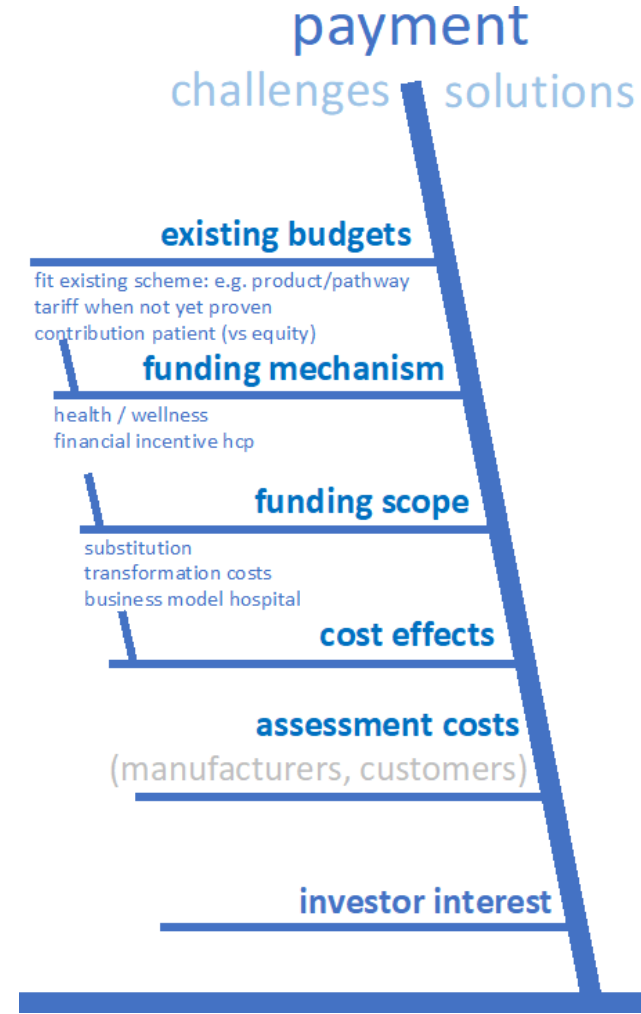 payment
challenges solutions
existing budgets
fit existing scheme: e.g. product/pathway
tariff when not yet proven
contribution patient (vs equity)
funding mechanism
health / wellness
financial incentive hcp
funding scope
substitution
transformation costs
business model hospital
cost effects
assessment costs
(manufacturers, customers)
investor interest